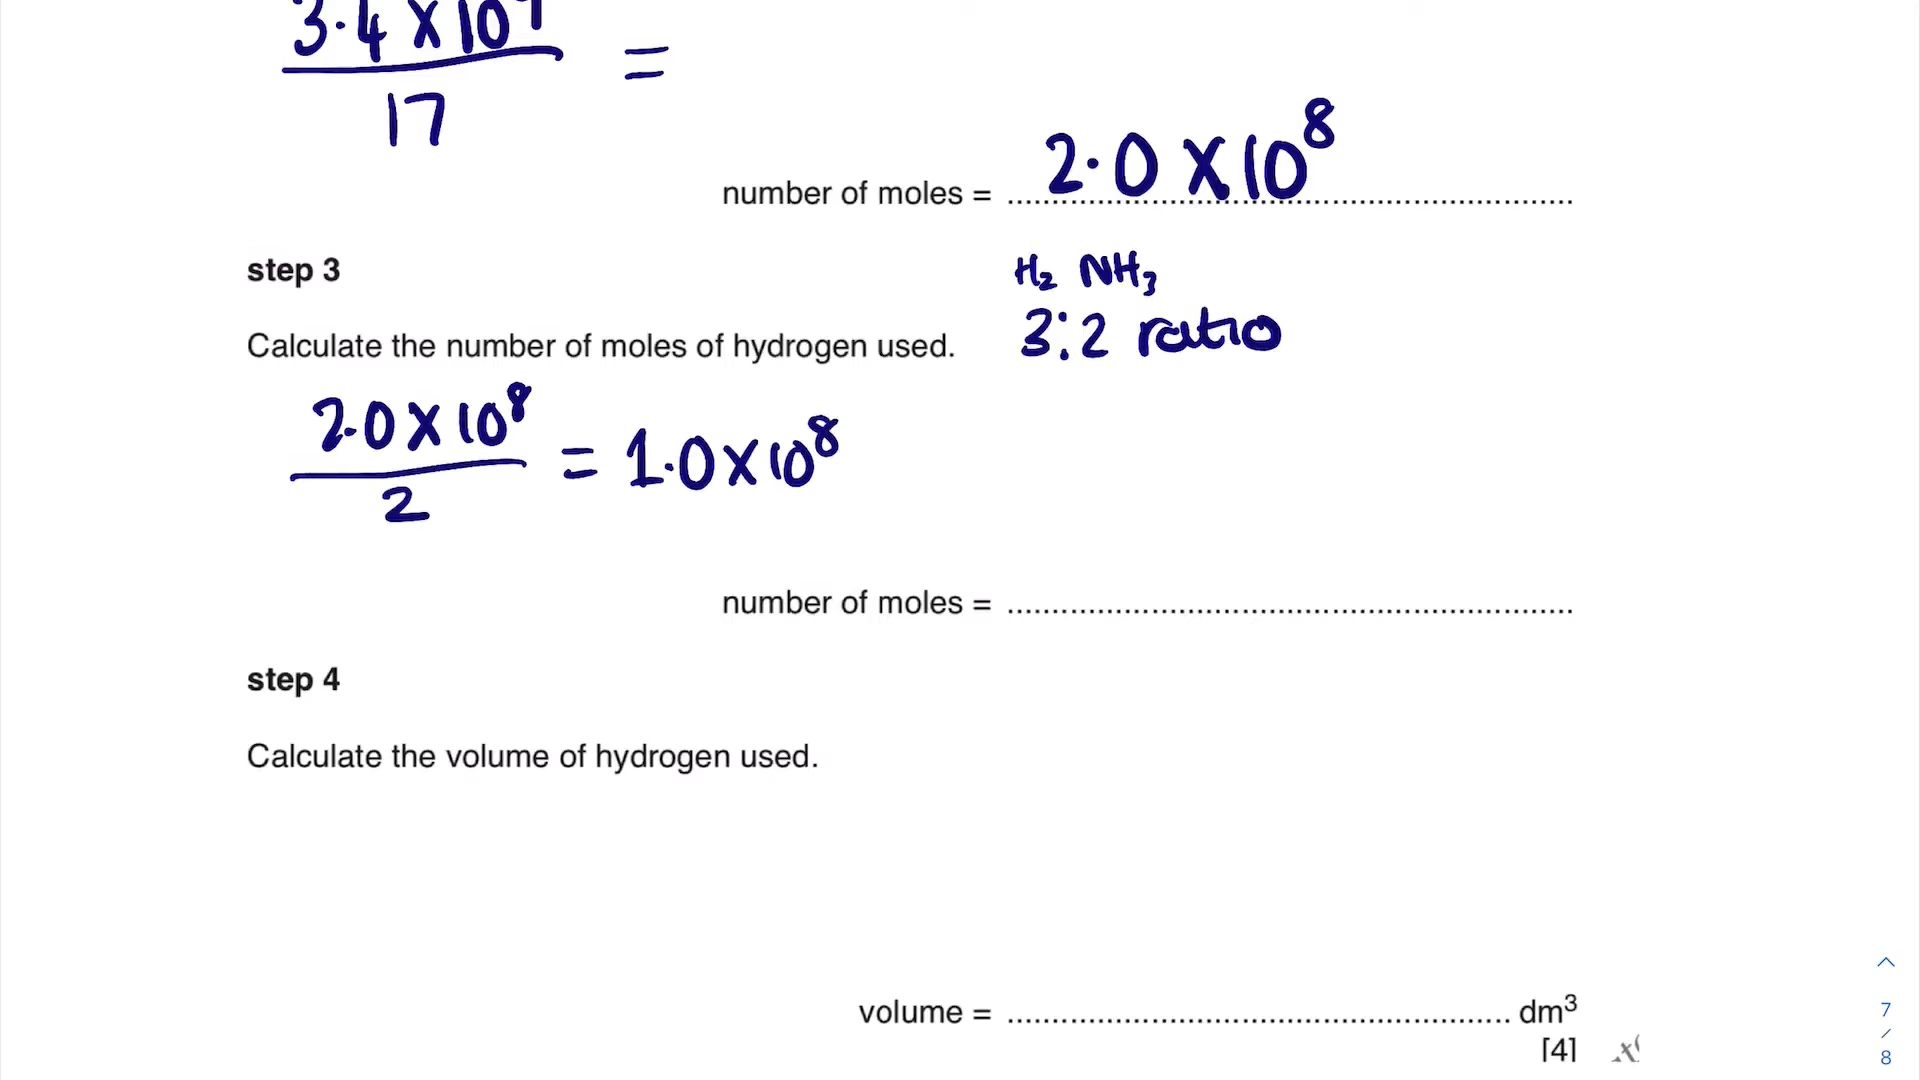 3.4 X 10
17
=
number of moles = 2.0 X 10⁸
step 3
H₂ NH₃
Calculate the number of moles of hydrogen used. 3:2 ratio
2.0 X 10⁸
2
= 1.0 X 10⁸
number of moles =
step 4
Calculate the volume of hydrogen used.
volume = dm³
[4]
7
/
8